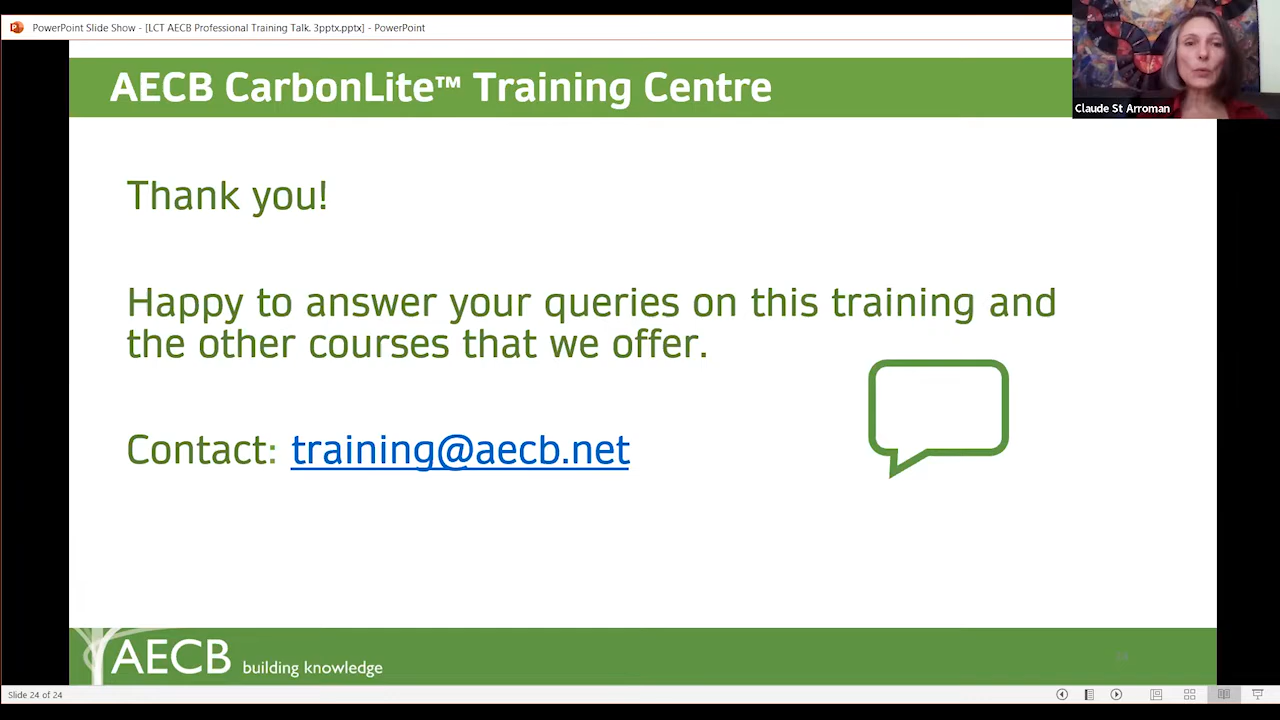 PowerPoint Slide Show - [LCT AECB Professional Training Talk. 3pptx.pptx] - PowerPoint
Claude St Arroman
AECB CarbonLite™ Training Centre
Thank you!
Happy to answer your queries on this training and
the other courses that we offer.
Contact: training@aecb.net
AECB building knowledge
Slide 24 of 24